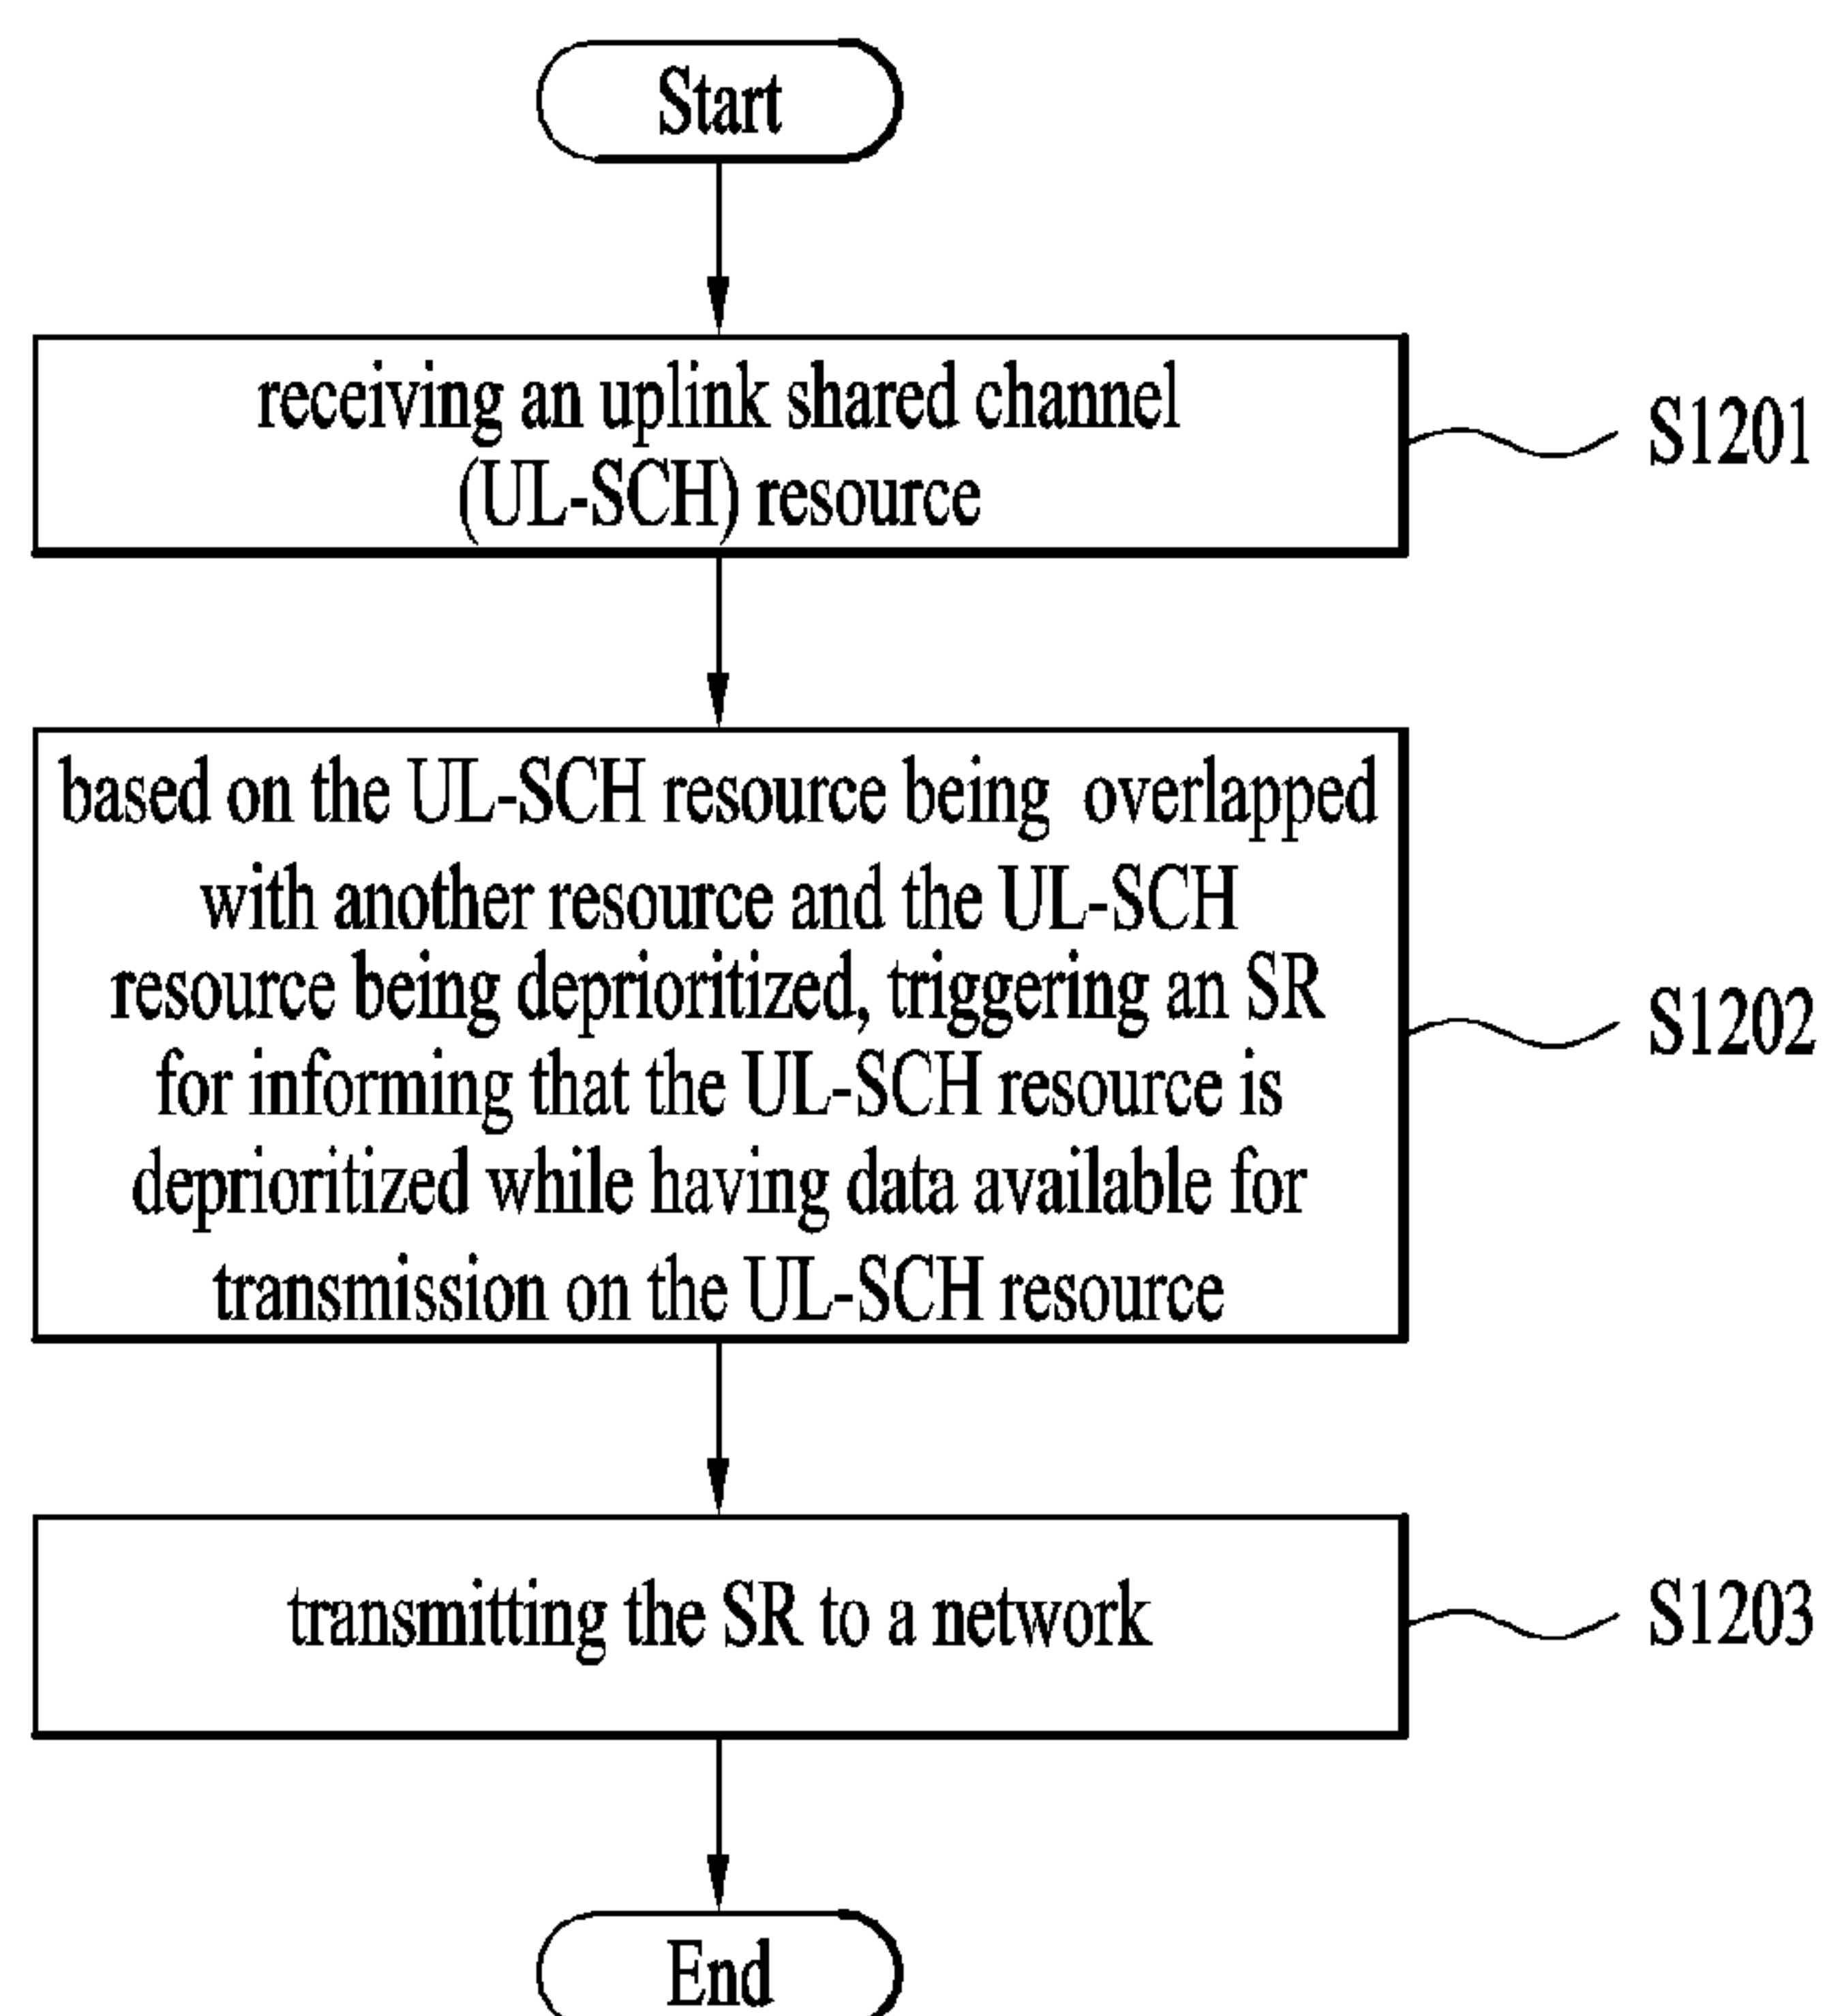 Start
receiving an uplink shared channel
(UL-SCH) resource
S1201
based on the UL-SCH resource being overlapped
with another resource and the UL-SCH
resource being deprioritized, triggering an SR
for informing that the UL-SCH resource is
deprioritized while having data available for
transmission on the UL-SCH resource
S1202
transmitting the SR to a network
S1203
End